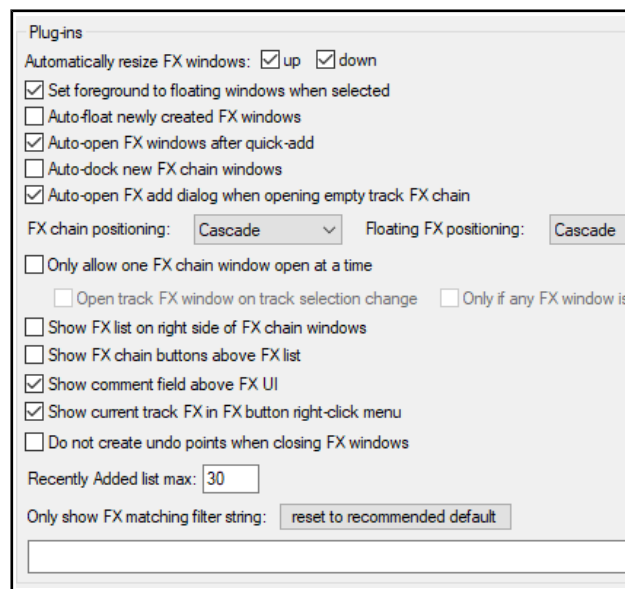 Plug-ins
Automatically resize FX windows: up down
Set foreground to floating windows when selected
Auto-float newly created FX windows
Auto-open FX windows after quick-add
Auto-dock new FX chain windows
Auto-open FX add dialog when opening empty track FX chain
FX chain positioning: Cascade Floating FX positioning: Cascade
Only allow one FX chain window open at a time
Open track FX window on track selection change Only if any FX window is
Show FX list on right side of FX chain windows
Show FX chain buttons above FX list
Show comment field above FX UI
Show current track FX in FX button right-click menu
Do not create undo points when closing FX windows
Recently Added list max: 30
Only show FX matching filter string: reset to recommended default